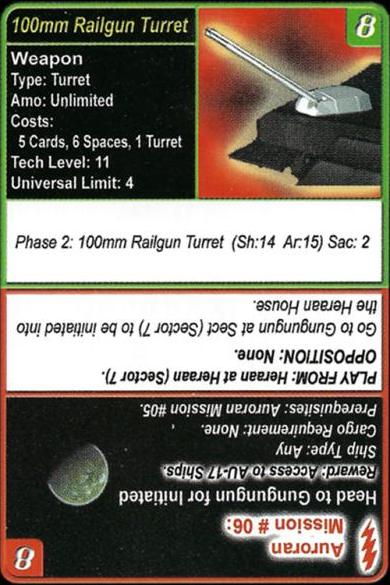 100mm Railgun Turret
8
Weapon
Type: Turret
Amo: Unlimited
Costs:
5 Cards, 6 Spaces, 1 Turret
Tech Level: 11
Universal Limit: 4
Phase 2: 100mm Railgun Turret (Sh:14 Ar:15) Sac: 2
8
Auroran
Mission # 06:
Head to Gungungun for Initiated
Reward: Access to AU-17 Ships.
Ship Type: Any
Cargo Requirement: None.
Prerequisites: Auroran Mission #05.
PLAY FROM: Heraan at Heraan (Sector 7).
OPPOSITION: None.
Go to Gungungun at Sect (Sector 7) to be initiated into
the Heraan House.